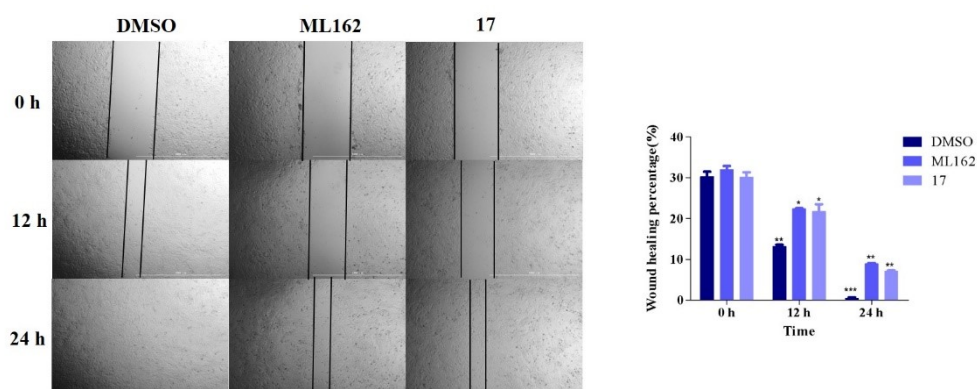 DMSO ML162 17
0 h
12 h
24 h
Wound healing percentage(%)
40
30
20
10
0
** * *
*** ** **
0 h 12 h 24 h
Time
DMSO
ML162
17